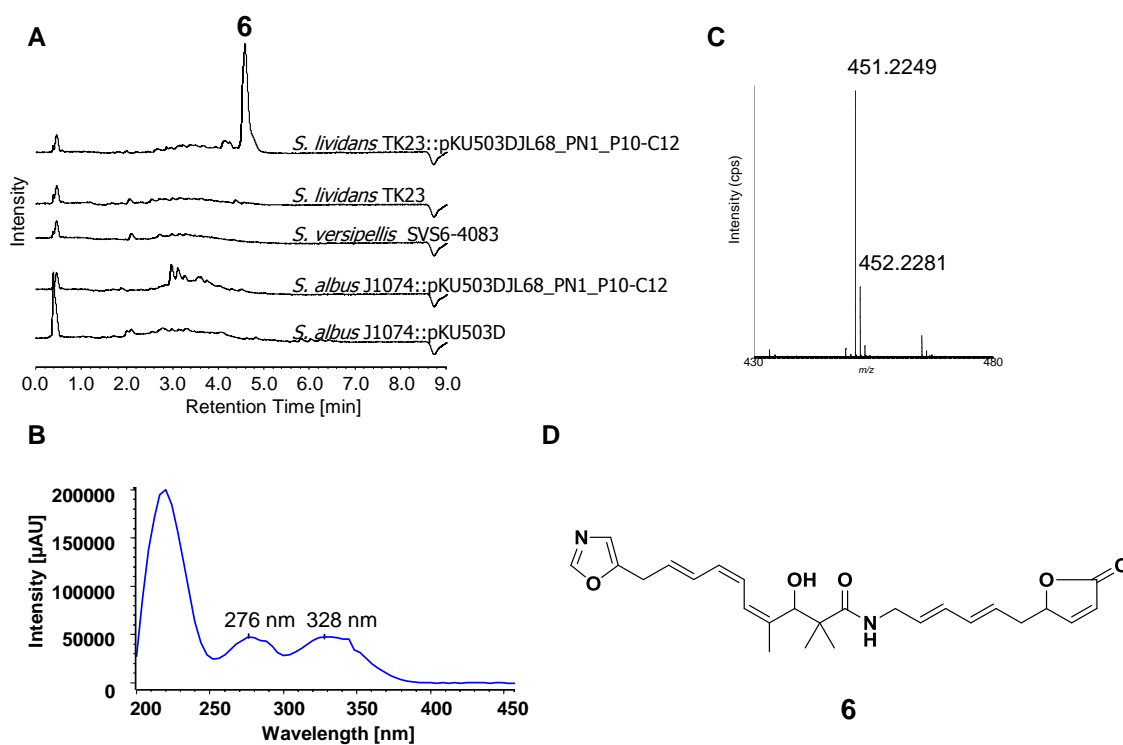 A
6
S. lividans TK23::pKU503DJL68_PN1_P10-C12
S. lividans TK23
S. versipellis SVS6-4083
S. albus J1074::pKU503DJL68_PN1_P10-C12
S. albus J1074::pKU503D
Intensity
0.0 1.0 2.0 3.0 4.0 5.0 6.0 7.0 8.0 9.0
Retention Time [min]
C
451.2249
452.2281
Intensity (cps)
430 480
m/z
B
200000
150000
100000
50000
0
276 nm 328 nm
Intensity [µAU]
200 250 300 350 400 450
Wavelength [nm]
D
N
O
OH
O
N
H
O
O
6